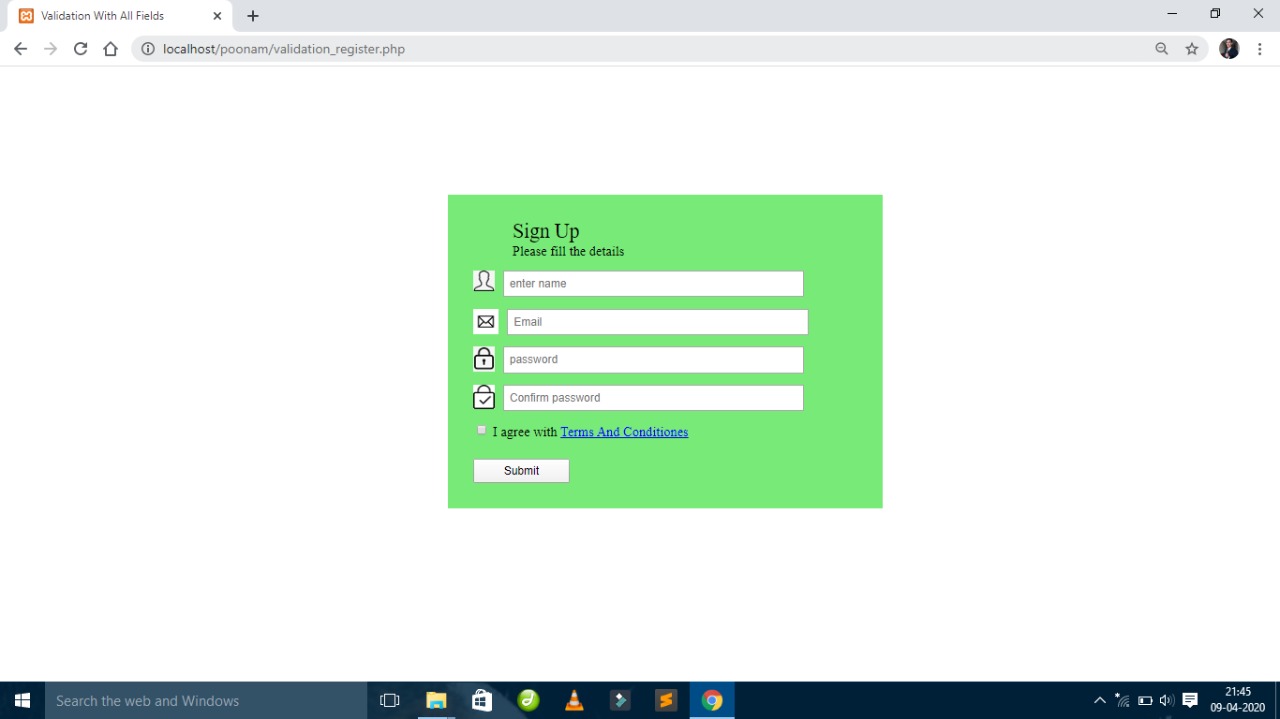 Validation With All Fields
localhost/poonam/validation_register.php
Sign Up
Please fill the details
enter name
Email
password
Confirm password
I agree with Terms And Conditiones
Submit
Search the web and Windows
21:45
09-04-2020